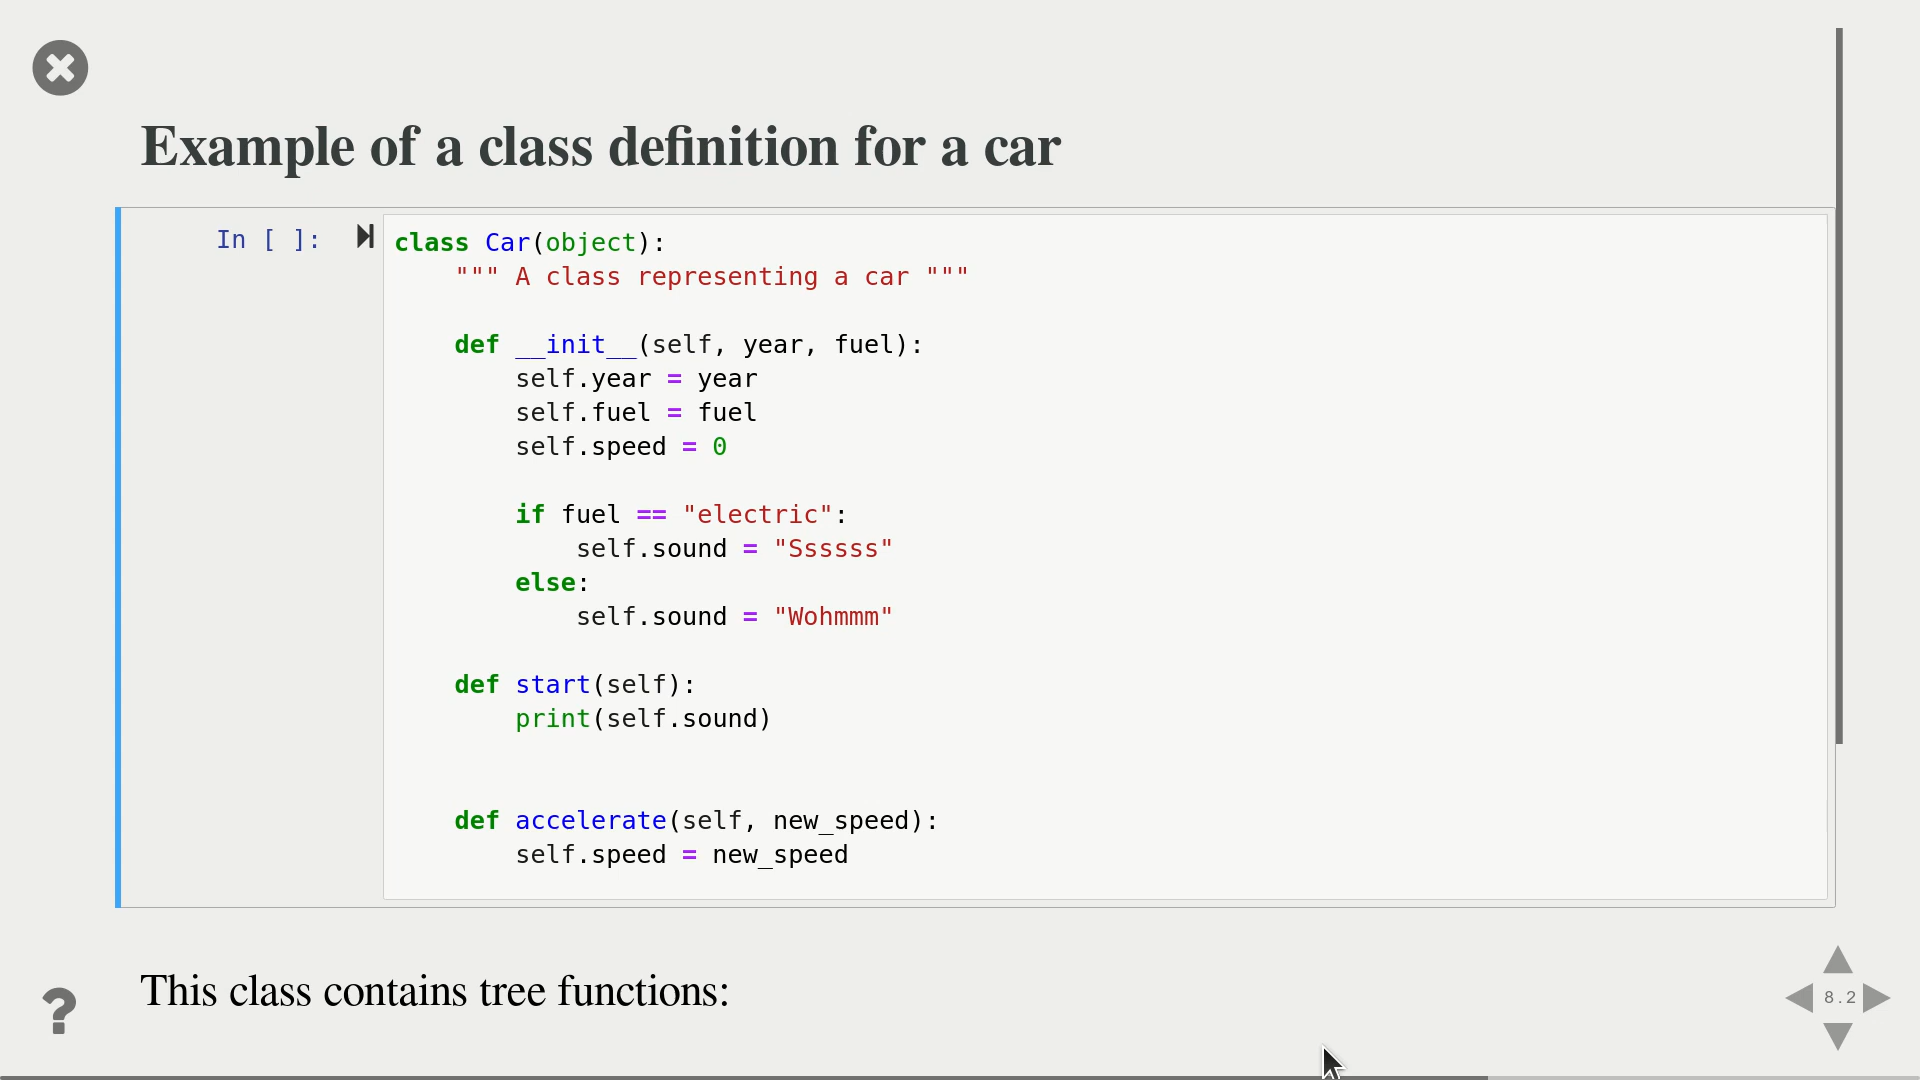 Example of a class definition for a car
In [ ]:
class Car(object):
    """ A class representing a car """
    def __init__(self, year, fuel):
        self.year = year
        self.fuel = fuel
        self.speed = 0
        if fuel == "electric":
            self.sound = "Ssssss"
        else:
            self.sound = "Wohmmm"
    def start(self):
        print(self.sound)
    def accelerate(self, new_speed):
        self.speed = new_speed
This class contains tree functions:
?
8.2